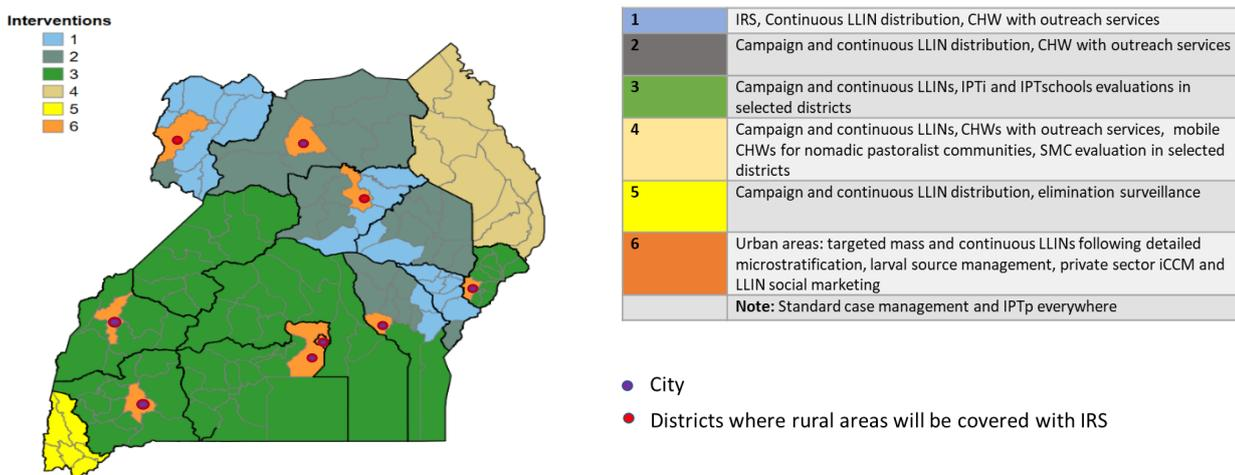 Interventions
1
2
3
4
5
6
1 IRS, Continuous LLIN distribution, CHW with outreach services
2 Campaign and continuous LLIN distribution, CHW with outreach services
3 Campaign and continuous LLINs, IPTi and IPTschools evaluations in
selected districts
4 Campaign and continuous LLINs, CHWs with outreach services, mobile
CHWs for nomadic pastoralist communities, SMC evaluation in selected
districts
5 Campaign and continuous LLIN distribution, elimination surveillance
6 Urban areas: targeted mass and continuous LLINs following detailed
microstratification, larval source management, private sector iCCM and
LLIN social marketing
Note: Standard case management and IPTp everywhere
City
Districts where rural areas will be covered with IRS